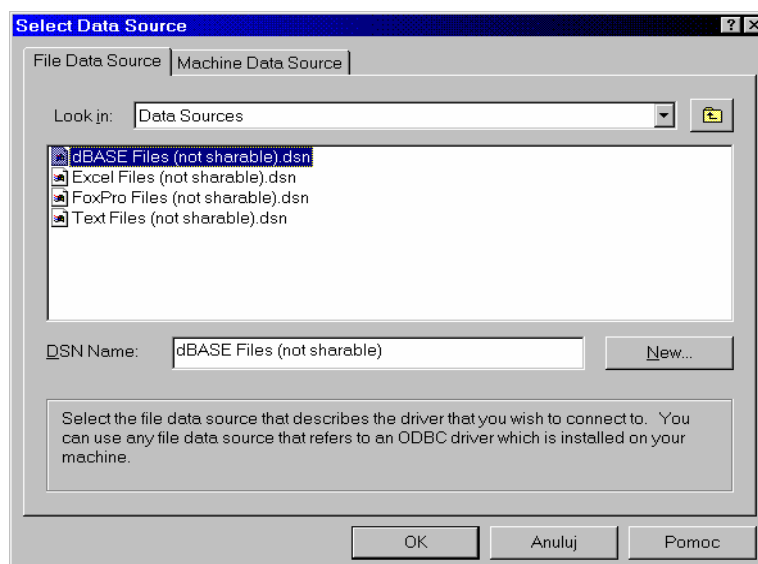 Select Data Source
File Data Source
Machine Data Source
Look in:
Data Sources
dBASE Files (not sharable).dsn
Excel Files (not sharable).dsn
FoxPro Files (not sharable).dsn
Text Files (not sharable).dsn
DSN Name:
dBASE Files (not sharable)
New...
Select the file data source that describes the driver that you wish to connect to.  You
can use any file data source that refers to an ODBC driver which is installed on your
machine.
OK
Anuluj
Pomoc